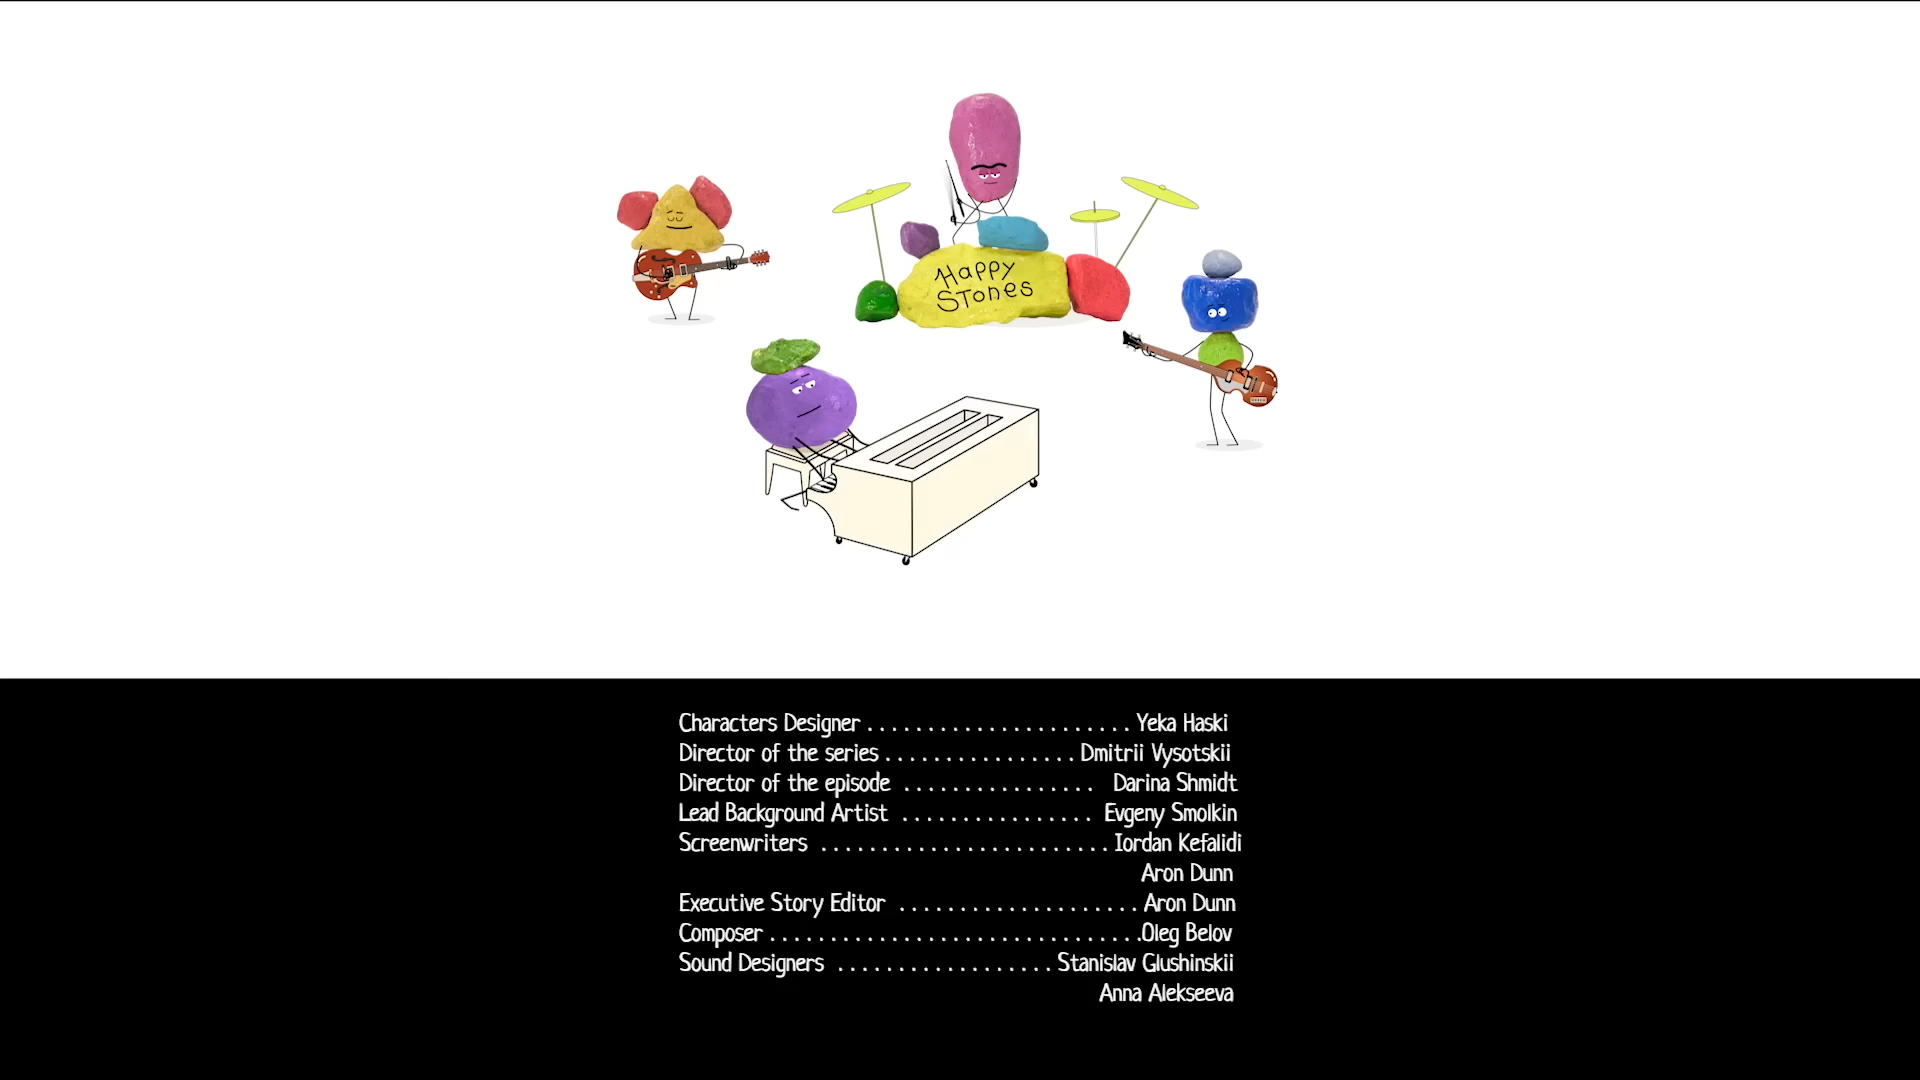 Happy
Stones
Characters Designer . . . . . . . . . . . . . . . . . . . . . . Yeka Haski
Director of the series . . . . . . . . . . . . . . . . Dmitrii Vysotskii
Director of the episode . . . . . . . . . . . . . . . . Darina Shmidt
Lead Background Artist . . . . . . . . . . . . . . . . Evgeny Smolkin
Screenwriters . . . . . . . . . . . . . . . . . . . . . . . . Iordan Kefalidi
Aron Dunn
Executive Story Editor . . . . . . . . . . . . . . . . . . . . Aron Dunn
Composer . . . . . . . . . . . . . . . . . . . . . . . . . . . . . . .Oleg Belov
Sound Designers . . . . . . . . . . . . . . . . . . Stanislav Glushinskii
Anna Alekseeva